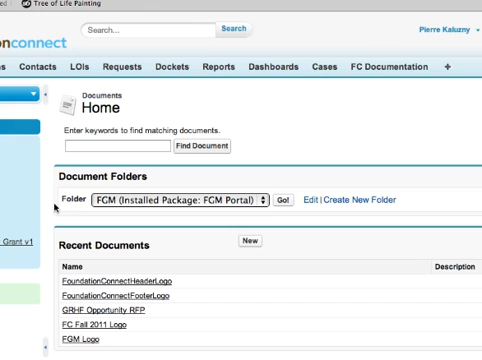 Tree of Life Painting
Search... Search Pierre Kaluzny
onconnect
s Contacts LOIs Requests Dockets Reports Dashboards Cases FC Documentation +
Documents
Home
Enter keywords to find matching documents.
Find Document
Document Folders
Folder FGM (Installed Package: FGM Portal) Go! Edit | Create New Folder
Grant v1
Recent Documents New
Name Description
FoundationConnectHeaderLogo
FoundationConnectFooterLogo
GRHF Opportunity RFP
FC Fall 2011 Logo
FGM Logo